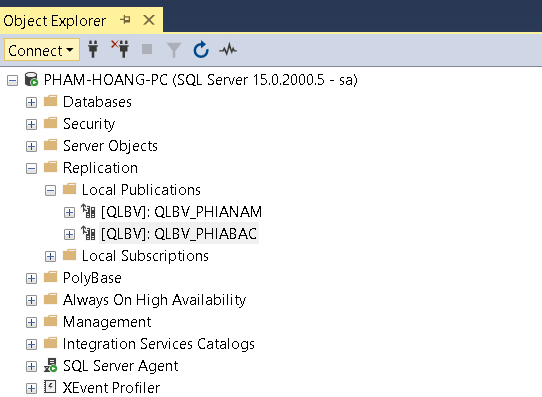 Object Explorer
Connect
PHAM-HOANG-PC (SQL Server 15.0.2000.5 - sa)
Databases
Security
Server Objects
Replication
Local Publications
[QLBV]: QLBV_PHIANAM
[QLBV]: QLBV_PHIABAC
Local Subscriptions
PolyBase
Always On High Availability
Management
Integration Services Catalogs
SQL Server Agent
XEvent Profiler